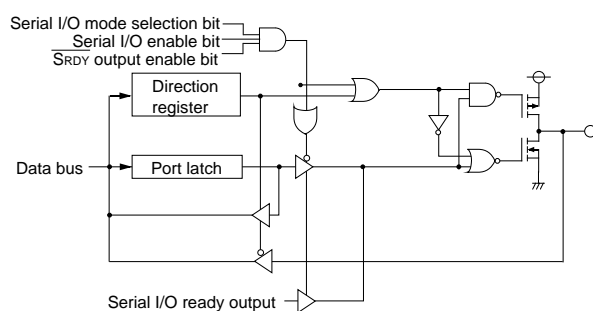 Serial I/O mode selection bit
Serial I/O enable bit
SRDY output enable bit
Direction
register
Data bus
Port latch
Serial I/O ready output